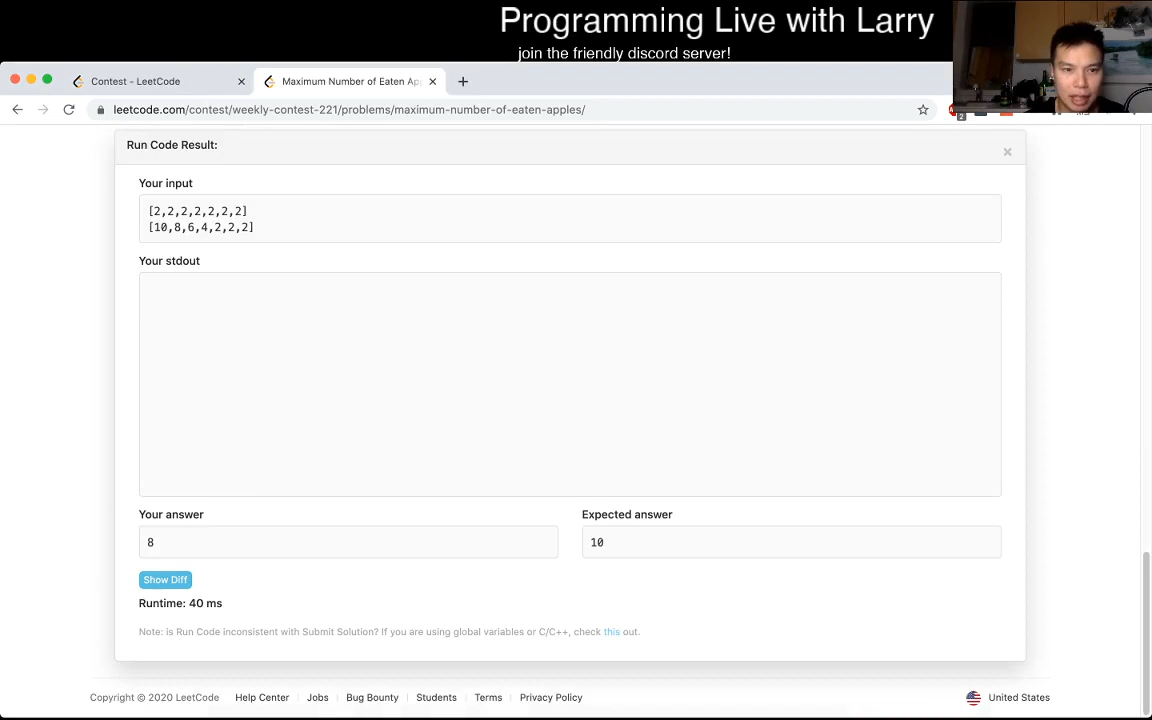 Programming Live with Larry
join the friendly discord server!
Contest - LeetCode
Maximum Number of Eaten Ap
leetcode.com/contest/weekly-contest-221/problems/maximum-number-of-eaten-apples/
2
Run Code Result:
Your input
[2,2,2,2,2,2,2]
[10,8,6,4,2,2,2]
Your stdout
Your answer
Expected answer
8
10
Show Diff
Runtime: 40 ms
Note: is Run Code inconsistent with Submit Solution? If you are using global variables or C/C++, check this out.
Copyright © 2020 LeetCode Help Center | Jobs | Bug Bounty | Students | Terms | Privacy Policy United States